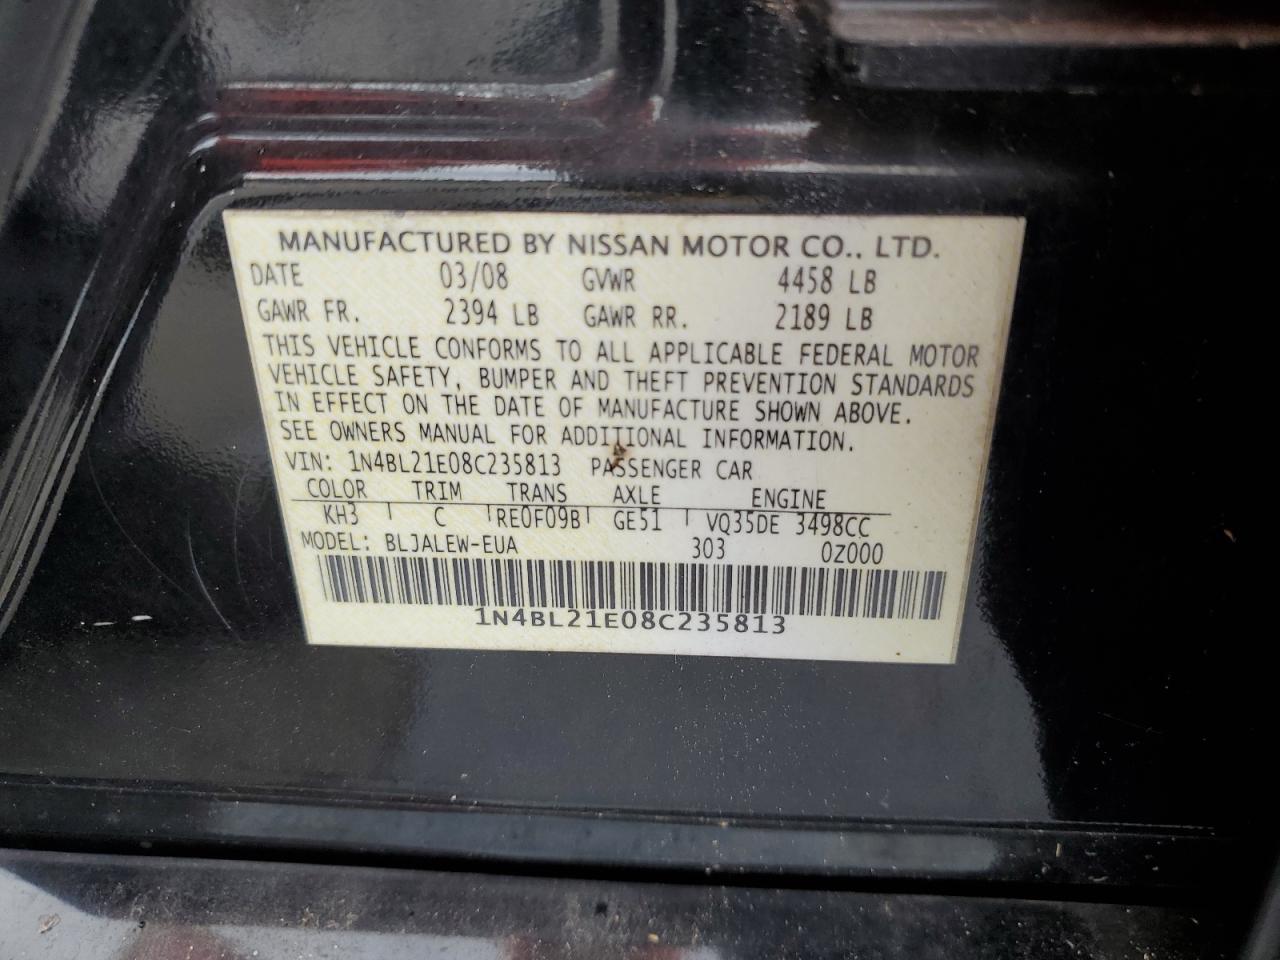 MANUFACTURED BY NISSAN MOTOR CO., LTD.
DATE 03/08 GVWR 4458 LB
GAWR FR. 2394 LB GAWR RR. 2189 LB
THIS VEHICLE CONFORMS TO ALL APPLICABLE FEDERAL MOTOR
VEHICLE SAFETY, BUMPER AND THEFT PREVENTION STANDARDS
IN EFFECT ON THE DATE OF MANUFACTURE SHOWN ABOVE.
SEE OWNERS MANUAL FOR ADDITIONAL INFORMATION.
VIN: 1N4BL21E08C235813 PASSENGER CAR
COLOR TRIM TRANS AXLE ENGINE
KH3 C RE0F09B GE51 VQ35DE 3498CC
MODEL: BLJALEW-EUA 303 0Z000
1N4BL21E08C235813